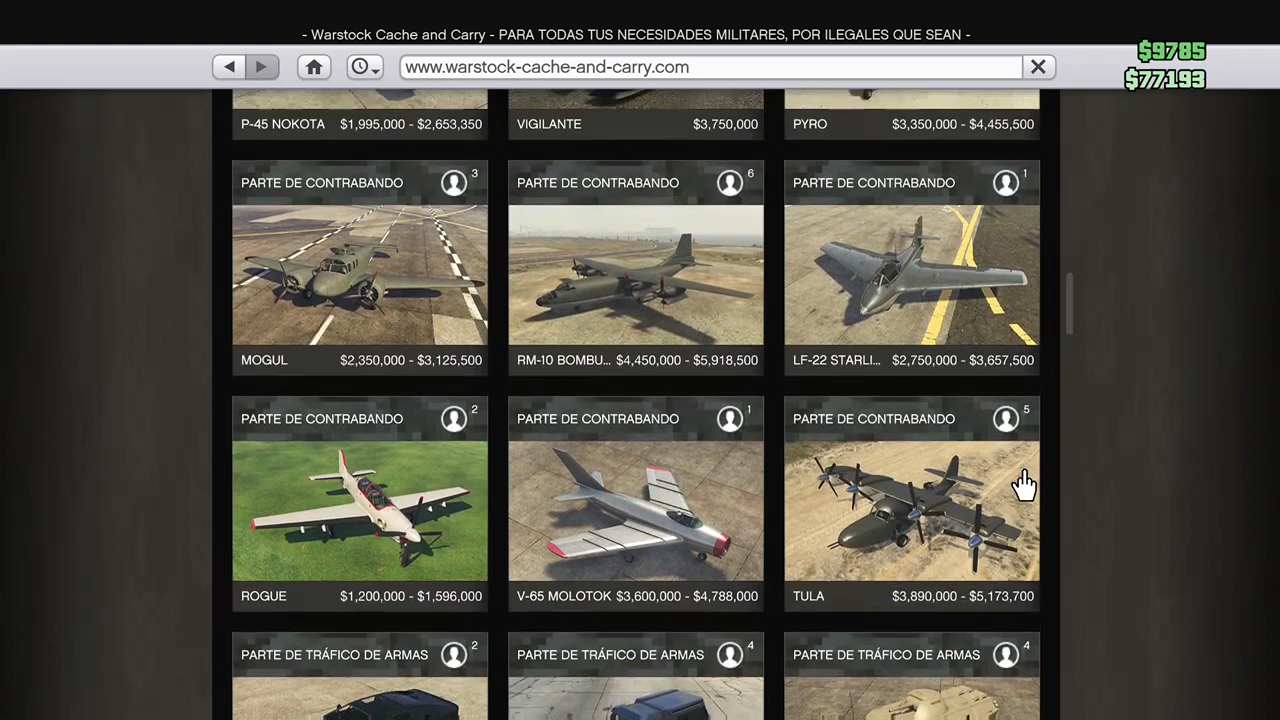 - Warstock Cache and Carry - PARA TODAS TUS NECESIDADES MILITARES, POR ILEGALES QUE SEAN -
www.warstock-cache-and-carry.com
$9785
$77,193
P-45 NOKOTA $1,995,000 - $2,653,350
VIGILANTE $3,750,000
PYRO $3,350,000 - $4,455,500
PARTE DE CONTRABANDO 3
PARTE DE CONTRABANDO 6
PARTE DE CONTRABANDO 1
MOGUL $2,350,000 - $3,125,500
RM-10 BOMBU... $4,450,000 - $5,918,500
LF-22 STARLI... $2,750,000 - $3,657,500
PARTE DE CONTRABANDO 2
PARTE DE CONTRABANDO 1
PARTE DE CONTRABANDO 5
ROGUE $1,200,000 - $1,596,000
V-65 MOLOTOK $3,600,000 - $4,788,000
TULA $3,890,000 - $5,173,700
PARTE DE TRÁFICO DE ARMAS 2
PARTE DE TRÁFICO DE ARMAS 4
PARTE DE TRÁFICO DE ARMAS 4